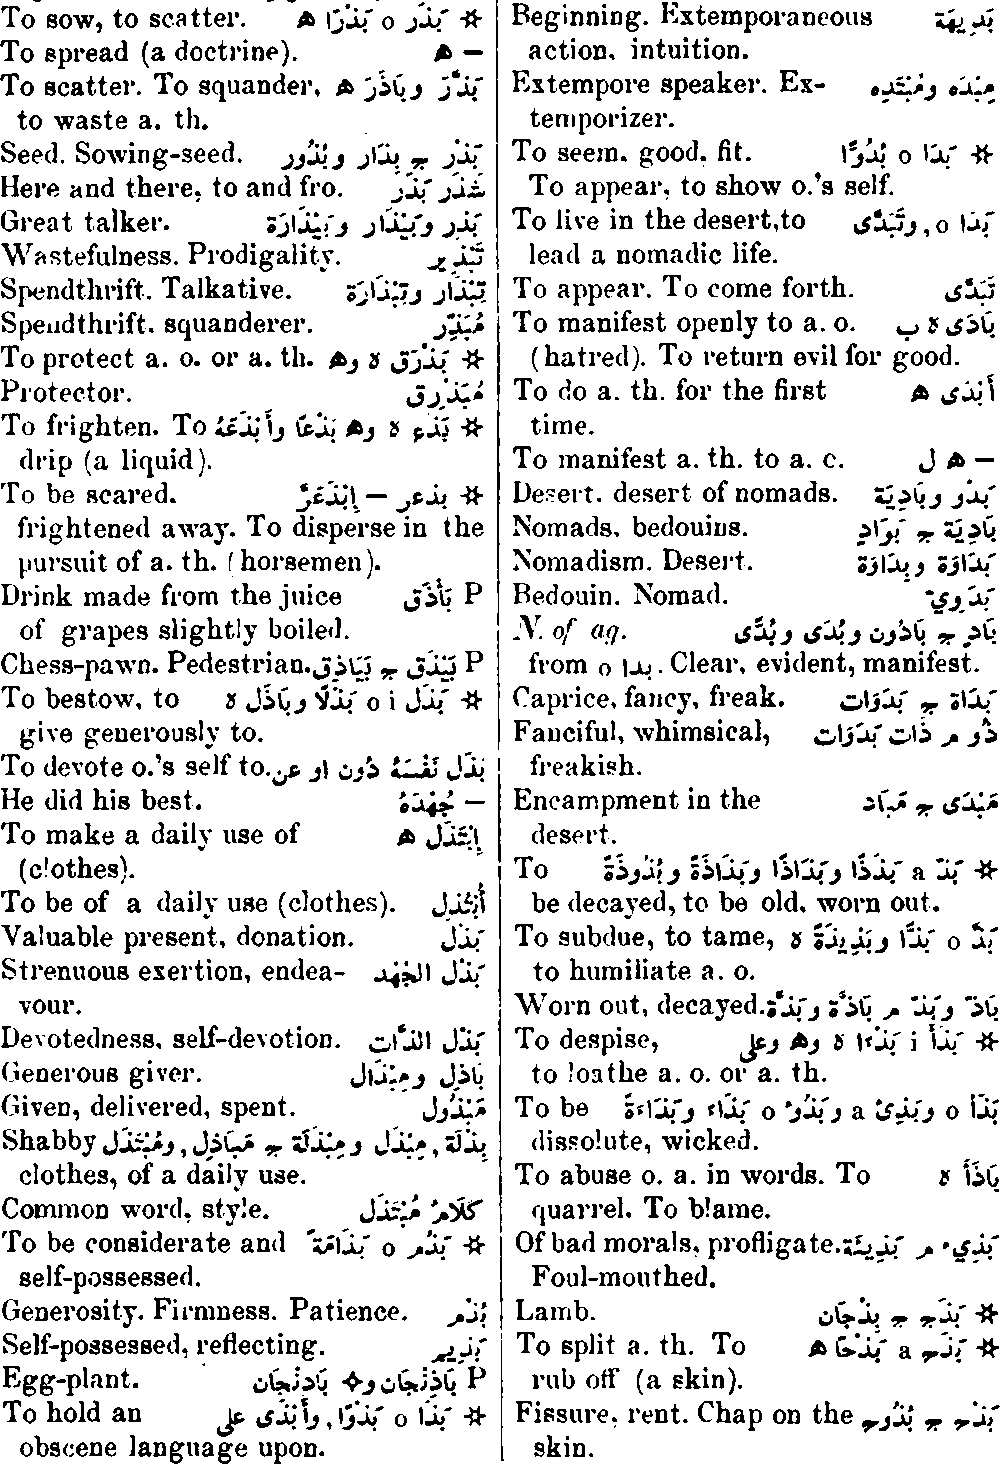 To sow, to scatter. بَذَر o بَذْرًا ه ✲
To spread (a doctrine). — ه
To scatter. To squander, بَذَّرَ وبَاذَرَ ه
to waste a. th.
Seed. Sowing-seed. بَذْر ج بِذَار وبُذُور
Here and there, to and fro. شَذَر بَذَر
Great talker. بَذِر وبَيْذَار وبَيْذَارَة
Wastefulness. Prodigality. تَبْذِير
Spendthrift. Talkative. تِبْذَار وتِبْذَارَة
Spendthrift. squanderer. مُبَذِّر
To protect a. o. or a. th. بَذْرَق ه وه ✲
Protector. مُبَذْرِق
To frighten. To بَذَع ه وه بَذْعًا وأَبْذَعَهُ ✲
drip (a liquid).
To be scared. بذعر — إِبْذَعَرَّ ✲
frightened away. To disperse in the
pursuit of a. th. (horsemen).
Drink made from the juice بَأْذَق P
of grapes slightly boiled.
Chess-pawn. Pedestrian. بَيْذَق ج بَيَاذِق P
To bestow, to بَذَل o i بَذْلًا وبَاذَل ه ✲
give generously to.
To devote o.'s self to. بَذَل نَفْسَهُ دُون او عن
He did his best. — جُهْدَهُ
To make a daily use of إِبْتَذَل ه
(clothes).
To be of a daily use (clothes). أُبْتُذِل
Valuable present, donation. بَذْل
Strenuous exertion, endea- بَذْل الجُهْد
vour.
Devotedness, self-devotion. بَذْل الذَّات
Generous giver. بَاذِل ومِبْذَال
Given, delivered, spent. مَبْذُول
Shabby بِذْلَة, مِبْذَل ومِبْذَلَة ج مَبَاذِل, ومُبْتَذَل
clothes, of a daily use.
Common word, style. كَلَامٌ مُبْتَذَل
To be considerate and بَذُم o بَذَامَةً ✲
self-possessed.
Generosity. Firmness. Patience. بُذْم
Self-possessed, reflecting. بَذِيم
Egg-plant. بَاذِنْجَان و✧ بَادِنْجَان P
To hold an بَذَا o بَذْوًا, وأَبْذَى على ✲
obscene language upon.
Beginning. Extemporaneous بَدِيهَة
action, intuition.
Extempore speaker. Ex- مِبْدَه ومُبْتَدِه
temporizer.
To seem. good, fit. بَدَا o بُدُوًّا ✲
To appear, to show o.'s self.
To live in the desert, to بَدَا o, وتَبَدَّى
lead a nomadic life.
To appear. To come forth. تَبَدَّى
To manifest openly to a. o. بَادَى ه ب
(hatred). To return evil for good.
To do a. th. for the first أَبْدَى ه
time.
To manifest a. th. to a. c. — ه ل
Desert. desert of nomads. بَدْو وبَادِيَة
Nomads, bedouins. بَادِيَة ج بَوَادٍ
Nomadism. Desert. بَدَاوَة وبِدَاوَة
Bedouin. Nomad. بَدَوِيّ
N. of ag. بَادٍ ج بَادُون وبُدَى وبُدَّى
from o بدا. Clear, evident, manifest.
Caprice, fancy, freak. بَدَاة ج بَدَوَات
Fanciful, whimsical, ذُو م ذَات بَدَوَات
freakish.
Encampment in the مَبْدَى ج مَبَاد
desert.
To بَذّ a بَذَذًا وبَذَاذًا وبَذَاذَةً وبُذُوذَةً ✲
be decayed, to be old, worn out.
To subdue, to tame, بَذَّ o بَذًّا وبَذِيذَةً ه
to humiliate a. o.
Worn out, decayed. بَاذّ وبَذّ م بَاذَّة وبَذَّة
To despise, بَذَأ i بَذْءًا ه وه وعلى ✲
to loathe a. o. or a. th.
To be بَذَأ o وبَذِئَ a وبَذُؤ o بَذَاء وبَذَاءَةً
dissolute, wicked.
To abuse o. a. in words. To بَاذَأ ه
quarrel. To blame.
Of bad morals, profligate. بَذِيء م بَذِيئَة
Foul-mouthed.
Lamb. بَذَج ج بِذْجَان ✲
To split a. th. To بَذَح a بَذْحًا ه ✲
rub off (a skin).
Fissure, rent. Chap on the بَذْح ج بُذُوح
skin.